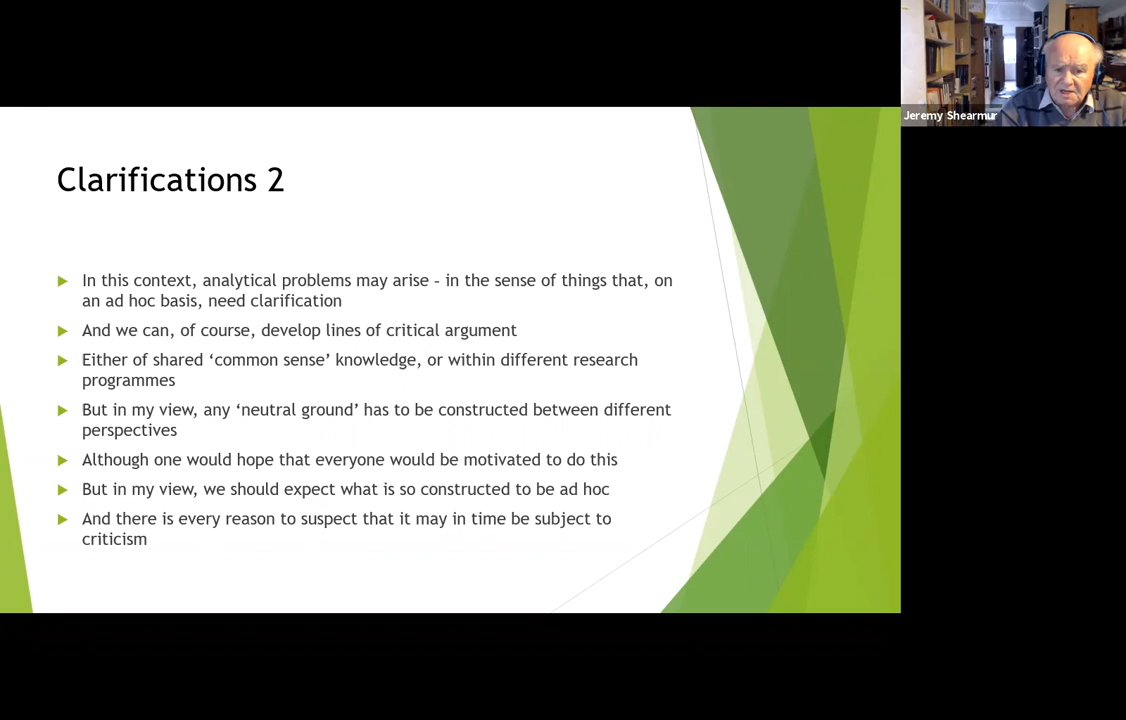 Jeremy Shearmur
Clarifications 2
In this context, analytical problems may arise – in the sense of things that, on
an ad hoc basis, need clarification
And we can, of course, develop lines of critical argument
Either of shared ‘common sense’ knowledge, or within different research
programmes
But in my view, any ‘neutral ground’ has to be constructed between different
perspectives
Although one would hope that everyone would be motivated to do this
But in my view, we should expect what is so constructed to be ad hoc
And there is every reason to suspect that it may in time be subject to
criticism